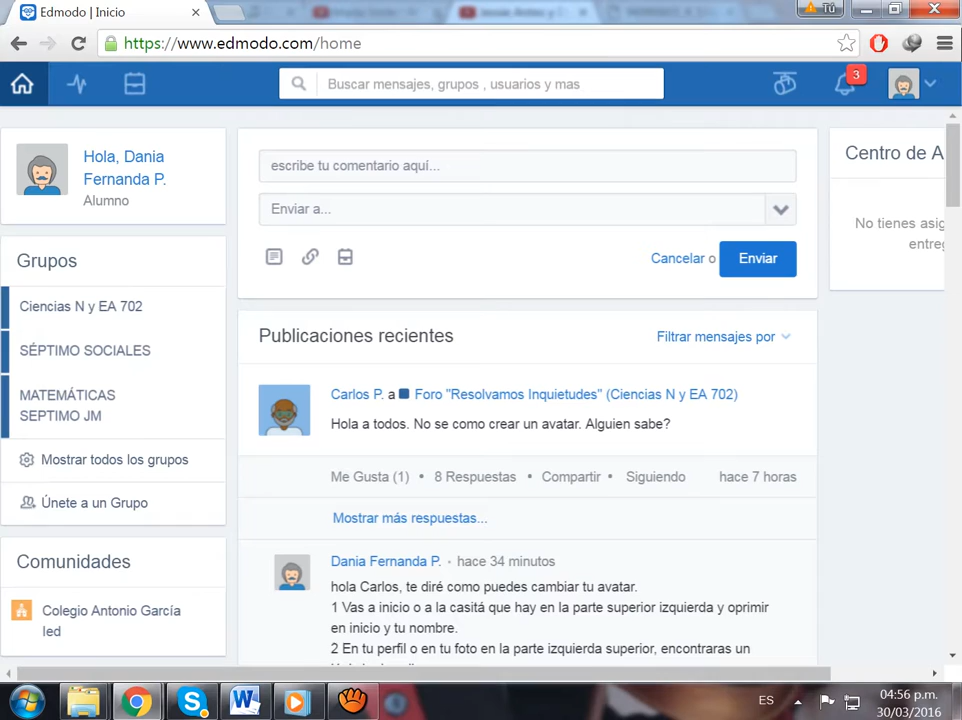 Edmodo | Inicio
Tú
https://www.edmodo.com/home
Buscar mensajes, grupos , usuarios y mas
3
Hola, Dania
Fernanda P.
Alumno
Grupos
Ciencias N y EA 702
SÉPTIMO SOCIALES
MATEMÁTICAS
SEPTIMO JM
Mostrar todos los grupos
Únete a un Grupo
Comunidades
Colegio Antonio García
Ied
escribe tu comentario aquí...
Enviar a...
Cancelar o Enviar
Publicaciones recientes
Filtrar mensajes por
Carlos P. a Foro "Resolvamos Inquietudes" (Ciencias N y EA 702)
Hola a todos. No se como crear un avatar. Alguien sabe?
Me Gusta (1) • 8 Respuestas • Compartir • Siguiendo hace 7 horas
Mostrar más respuestas...
Dania Fernanda P. · hace 34 minutos
hola Carlos, te diré como puedes cambiar tu avatar.
1 Vas a inicio o a la casitá que hay en la parte superior izquierda y oprimir
en inicio y tu nombre.
2 En tu perfil o en tu foto en la parte izquierda superior, encontraras un
Centro de A
No tienes asig
entreg
ES
04:56 p.m.
30/03/2016